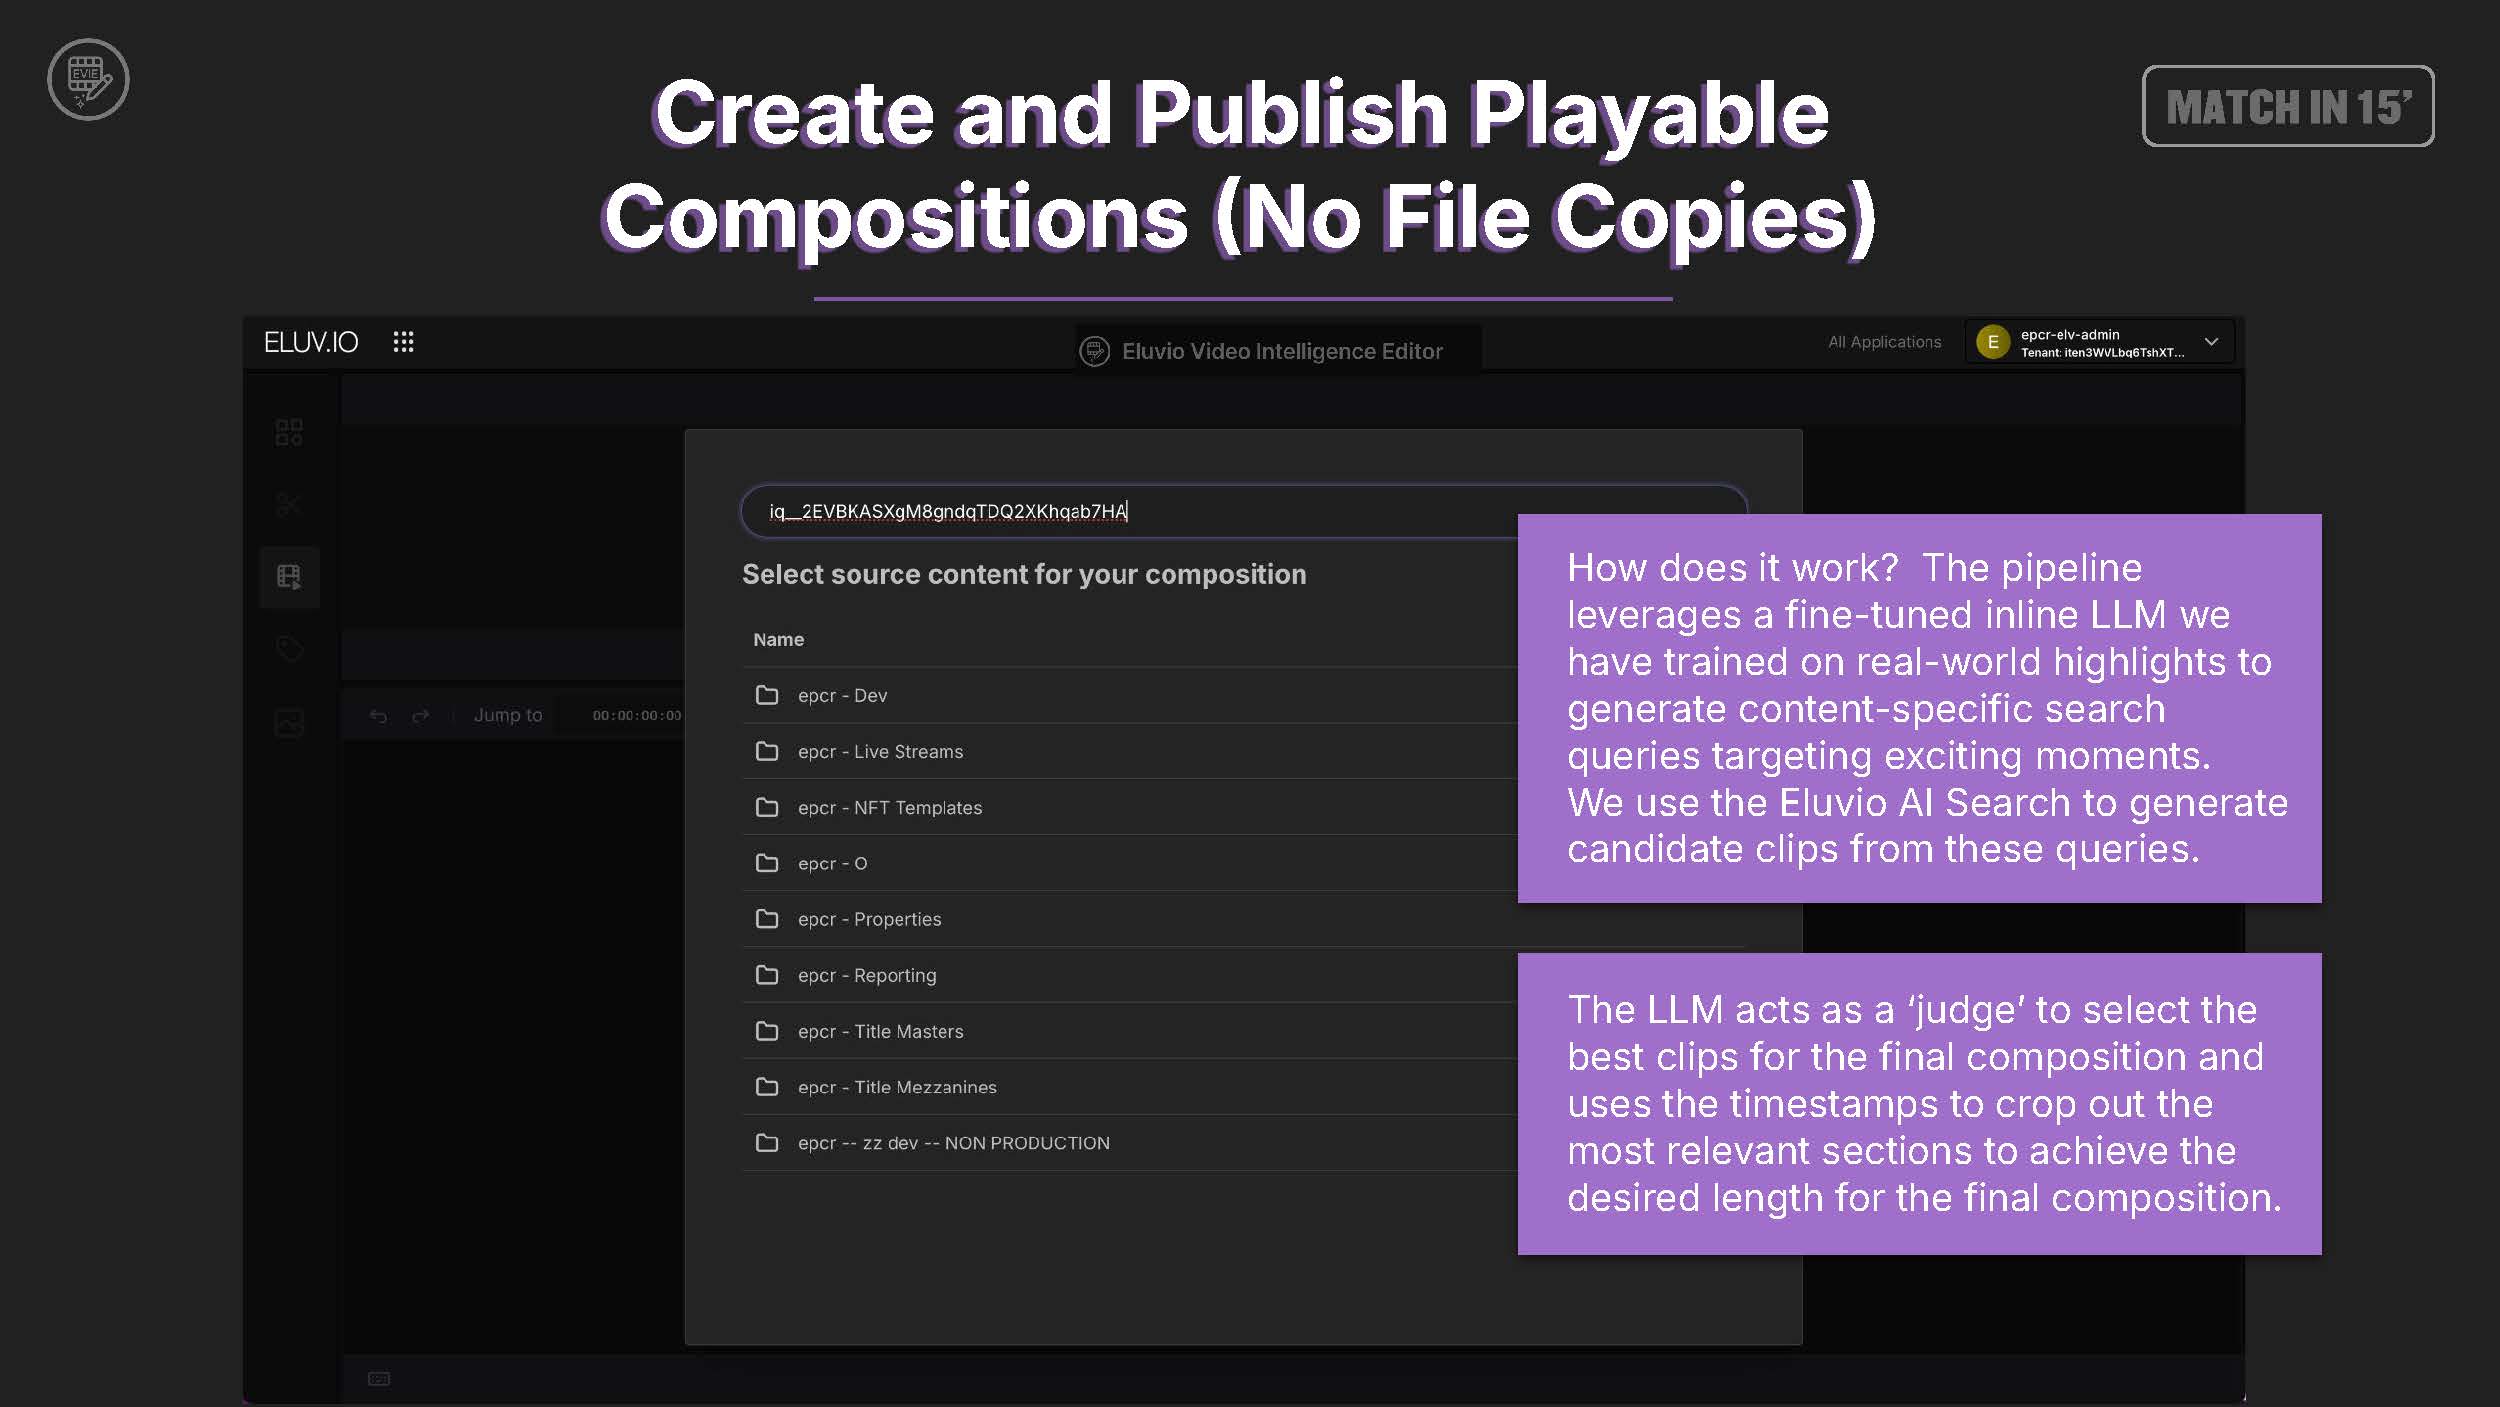 EVIE
Create and Publish Playable
Compositions (No File Copies)
MATCH IN 15’
ELUV.IO
Eluvio Video Intelligence Editor
All Applications
E
epcr-elv-admin
Tenant: iten3WVLbq6TshXT...
iq__2EVBKASXgM8gndqTDQ2XKhqab7HA
Select source content for your composition
Name
epcr - Dev
epcr - Live Streams
epcr - NFT Templates
epcr - O
epcr - Properties
epcr - Reporting
epcr - Title Masters
epcr - Title Mezzanines
epcr -- zz dev -- NON PRODUCTION
Jump to
00:00:00:00
How does it work?  The pipeline
leverages a fine-tuned inline LLM we
have trained on real-world highlights to
generate content-specific search
queries targeting exciting moments.
We use the Eluvio AI Search to generate
candidate clips from these queries.
The LLM acts as a ‘judge’ to select the
best clips for the final composition and
uses the timestamps to crop out the
most relevant sections to achieve the
desired length for the final composition.